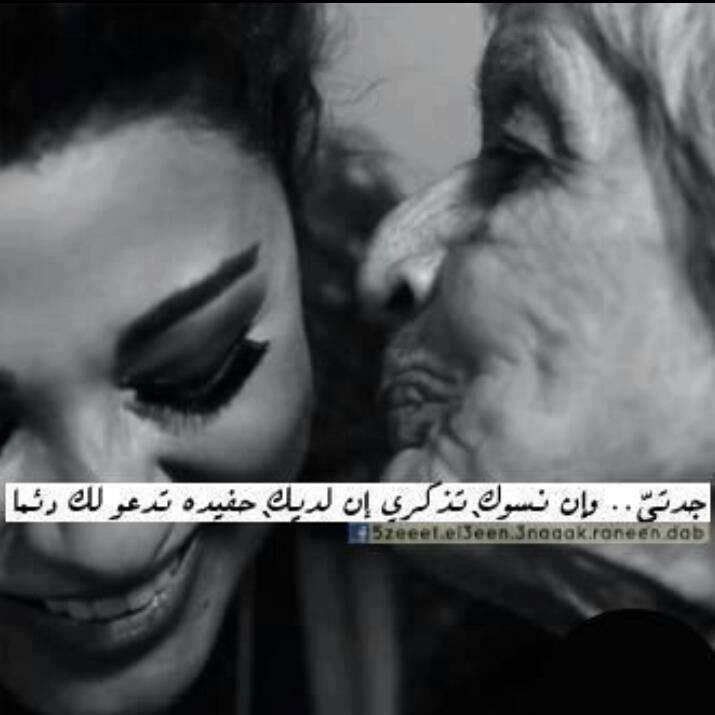 جدتيّ.. وإن نسوك تذكري إن لديك حفيده تدعو لك دئما
5zeeet.el3een.3naaak.raneen.dab